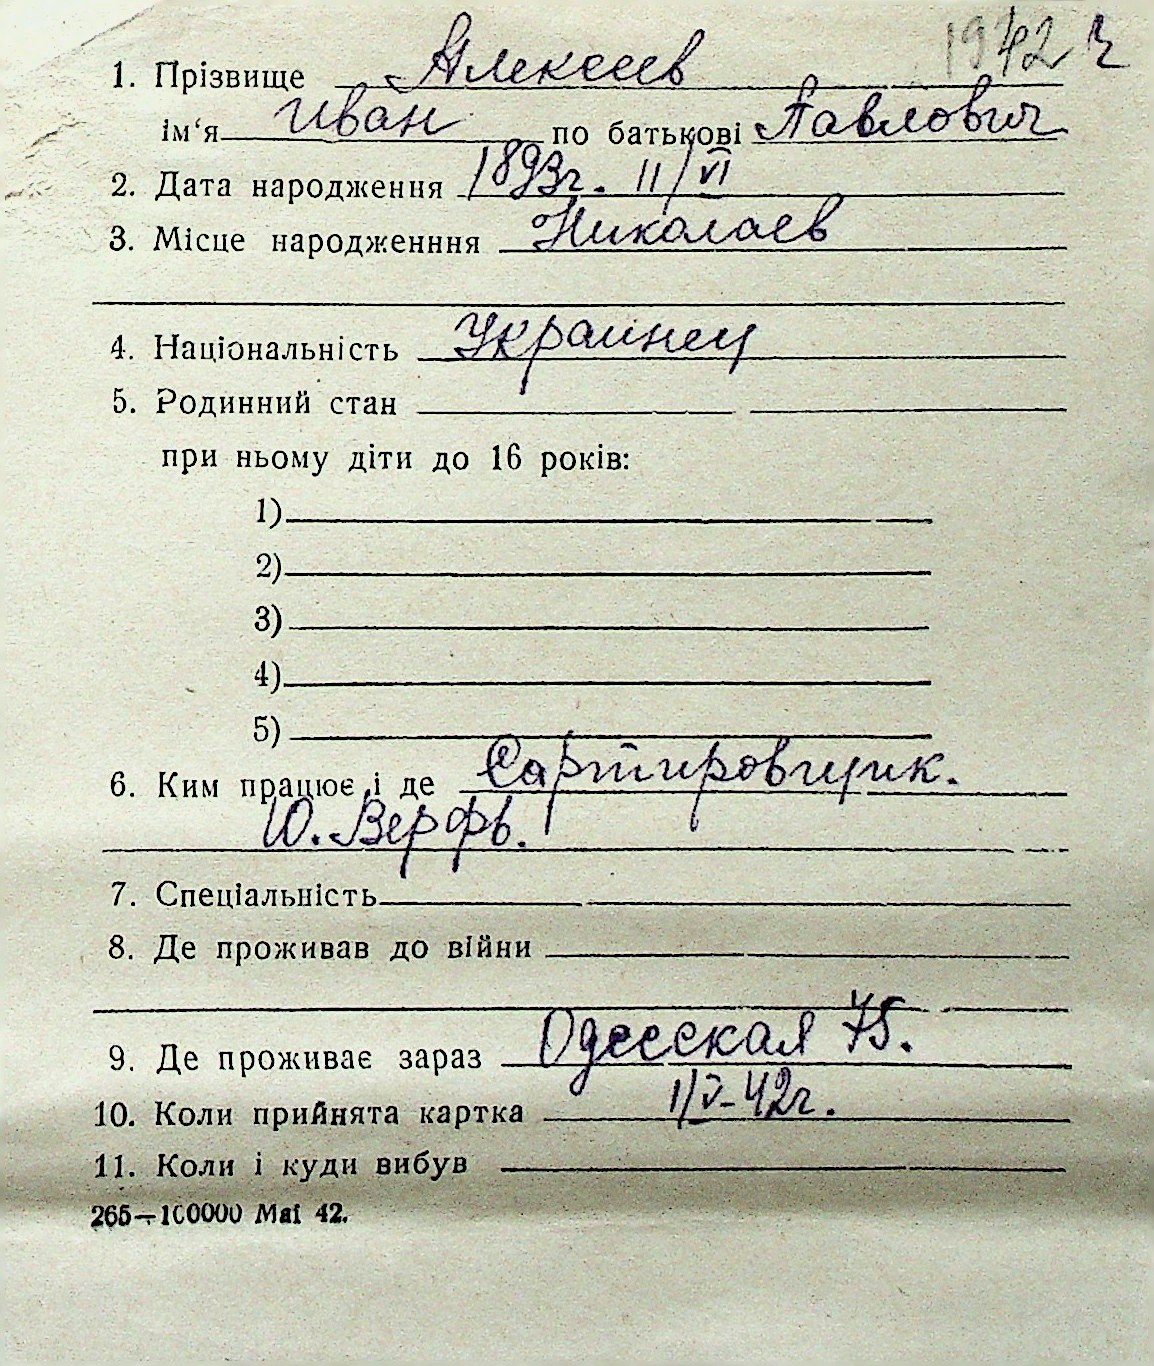 1942 г
1. Прізвище Алексеев
ім‘я Иван по батькові Павлович
2. Дата народження 1893г. 11/VI
3. Місце народженння Николаев
4. Національність Украинец
5. Родинний стан
при ньому діти до 16 років:
1)
2)
3)
4)
5)
6. Ким працює і де Сартировщик.
Ю. Верфь.
7. Спеціальність
8. Де проживав до війни
9. Де проживає зараз Одесская 75.
10. Коли прийнята картка 1/V-42г.
11. Коли і куди вибув
265—100000 Mai 42.